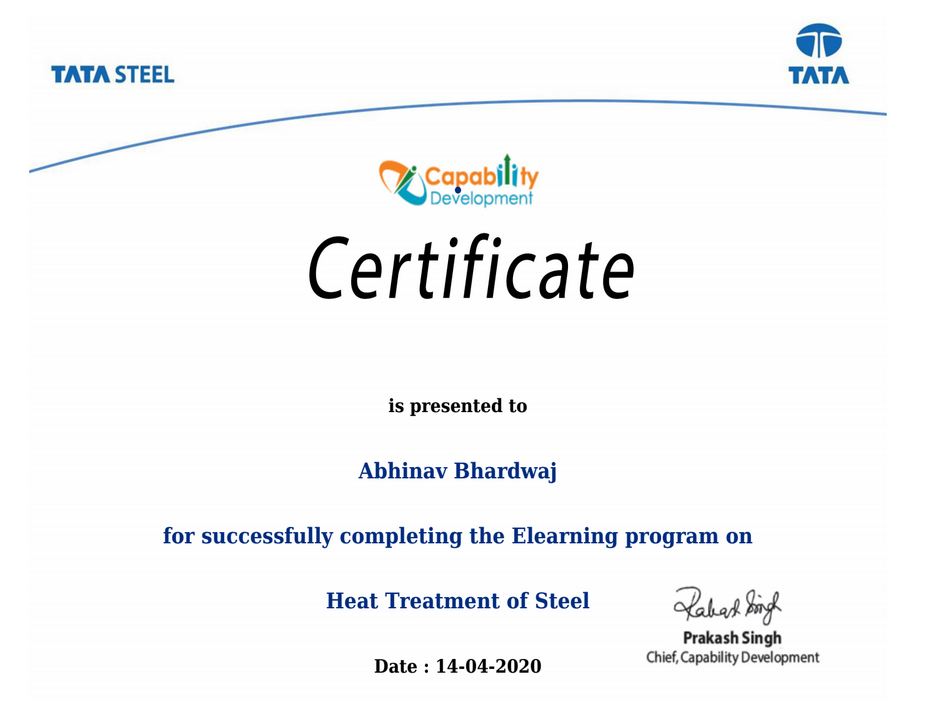 TATA STEEL
TATA
Capability
Development
Certificate
is presented to
Abhinav Bhardwaj
for successfully completing the Elearning program on
Heat Treatment of Steel
Prakash Singh
Prakash Singh
Chief, Capability Development
Date : 14-04-2020